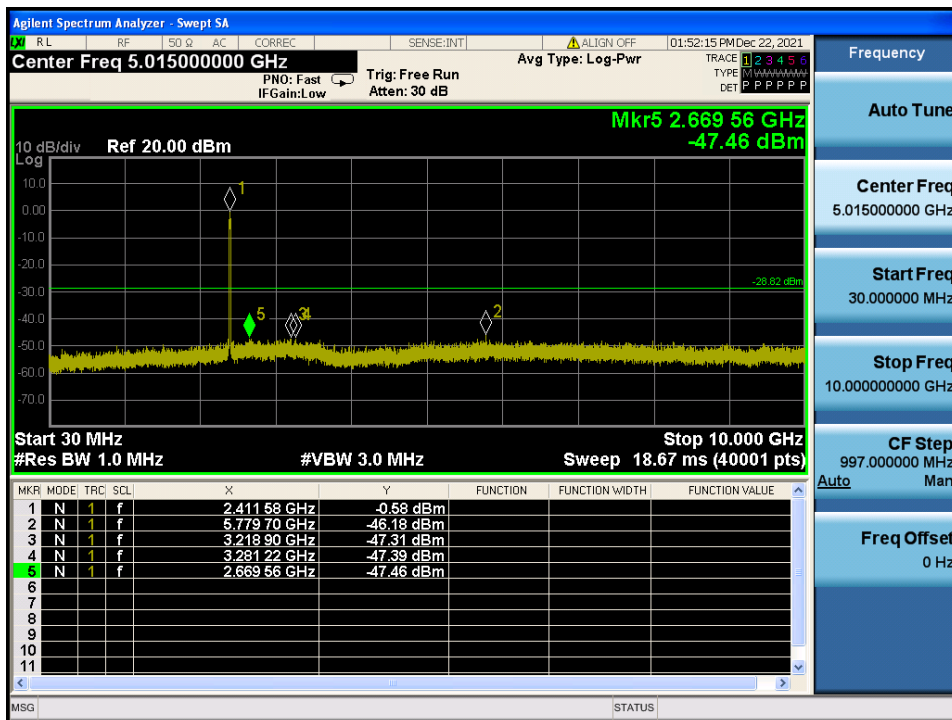 Agilent Spectrum Analyzer - Swept SA
LXI RL RF 50 Ω AC CORREC SENSE:INT ALIGN OFF 01:52:15 PM Dec 22, 2021
Center Freq 5.015000000 GHz
PNO: Fast
IFGain:Low
Trig: Free Run
Atten: 30 dB
Avg Type: Log-Pwr
TRACE 1 2 3 4 5 6
TYPE M
DET P P P P P P
Mkr5 2.669 56 GHz
-47.46 dBm
10 dB/div Ref 20.00 dBm
Log
10.0
0.00
-10.0
-20.0
-30.0
-40.0
-50.0
-60.0
-70.0
1
5
3
4
2
-28.82 dBm
Start 30 MHz Stop 10.000 GHz
#Res BW 1.0 MHz #VBW 3.0 MHz Sweep 18.67 ms (40001 pts)
MKR MODE TRC SCL X Y FUNCTION FUNCTION WIDTH FUNCTION VALUE
1 N 1 f 2.411 58 GHz -0.58 dBm
2 N 1 f 5.779 70 GHz -46.18 dBm
3 N 1 f 3.218 90 GHz -47.31 dBm
4 N 1 f 3.281 22 GHz -47.39 dBm
5 N 1 f 2.669 56 GHz -47.46 dBm
6
7
8
9
10
11
MSG STATUS
Frequency
Auto Tune
Center Freq
5.015000000 GHz
Start Freq
30.000000 MHz
Stop Freq
10.000000000 GHz
CF Step
997.000000 MHz
Auto Man
Freq Offset
0 Hz